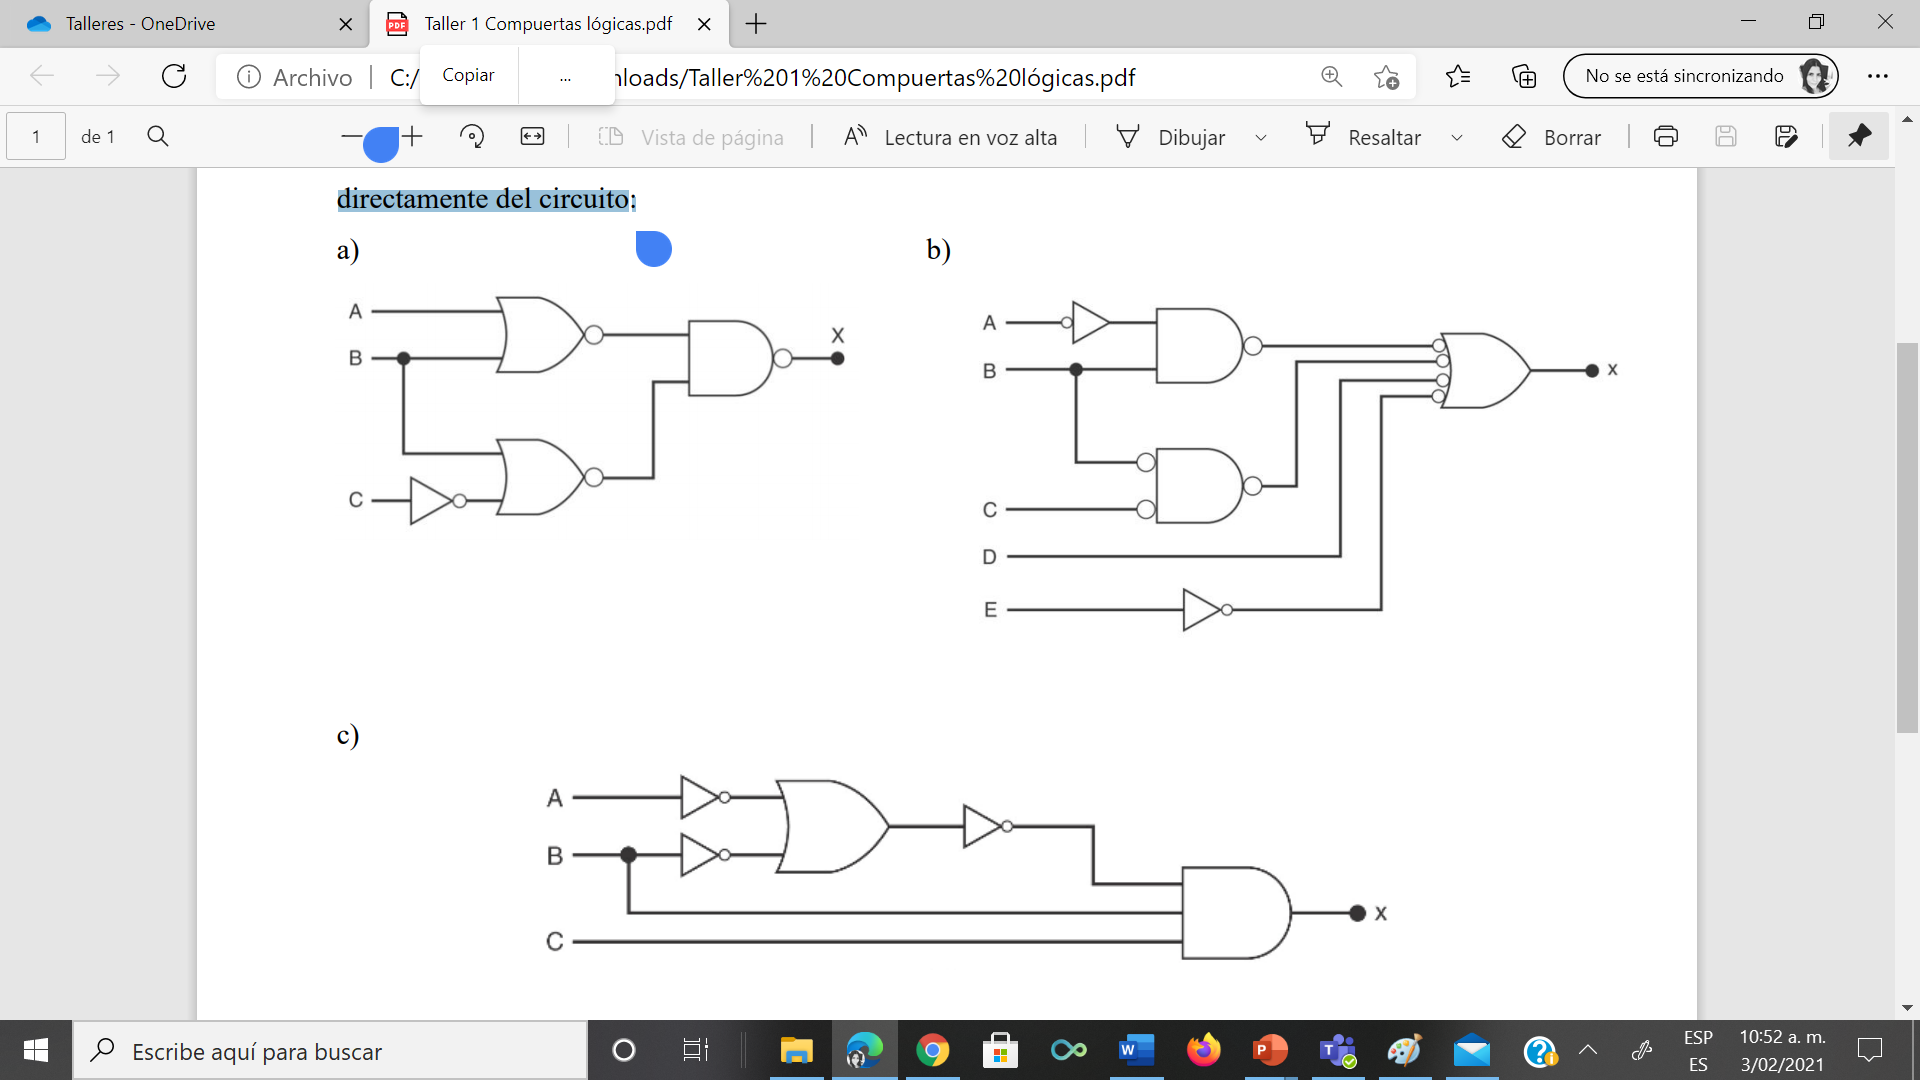 Talleres - OneDrive
Taller 1 Compuertas lógicas.pdf
Archivo | C:/
Copiar
...
nloads/Taller%201%20Compuertas%20lógicas.pdf
No se está sincronizando
1 de 1
Vista de página
Lectura en voz alta
Dibujar
Resaltar
Borrar
directamente del circuito:
a)
A
B
C
X
b)
A
B
C
D
E
x
c)
A
B
C
x
Escribe aquí para buscar
ESP
ES
10:52 a. m.
3/02/2021